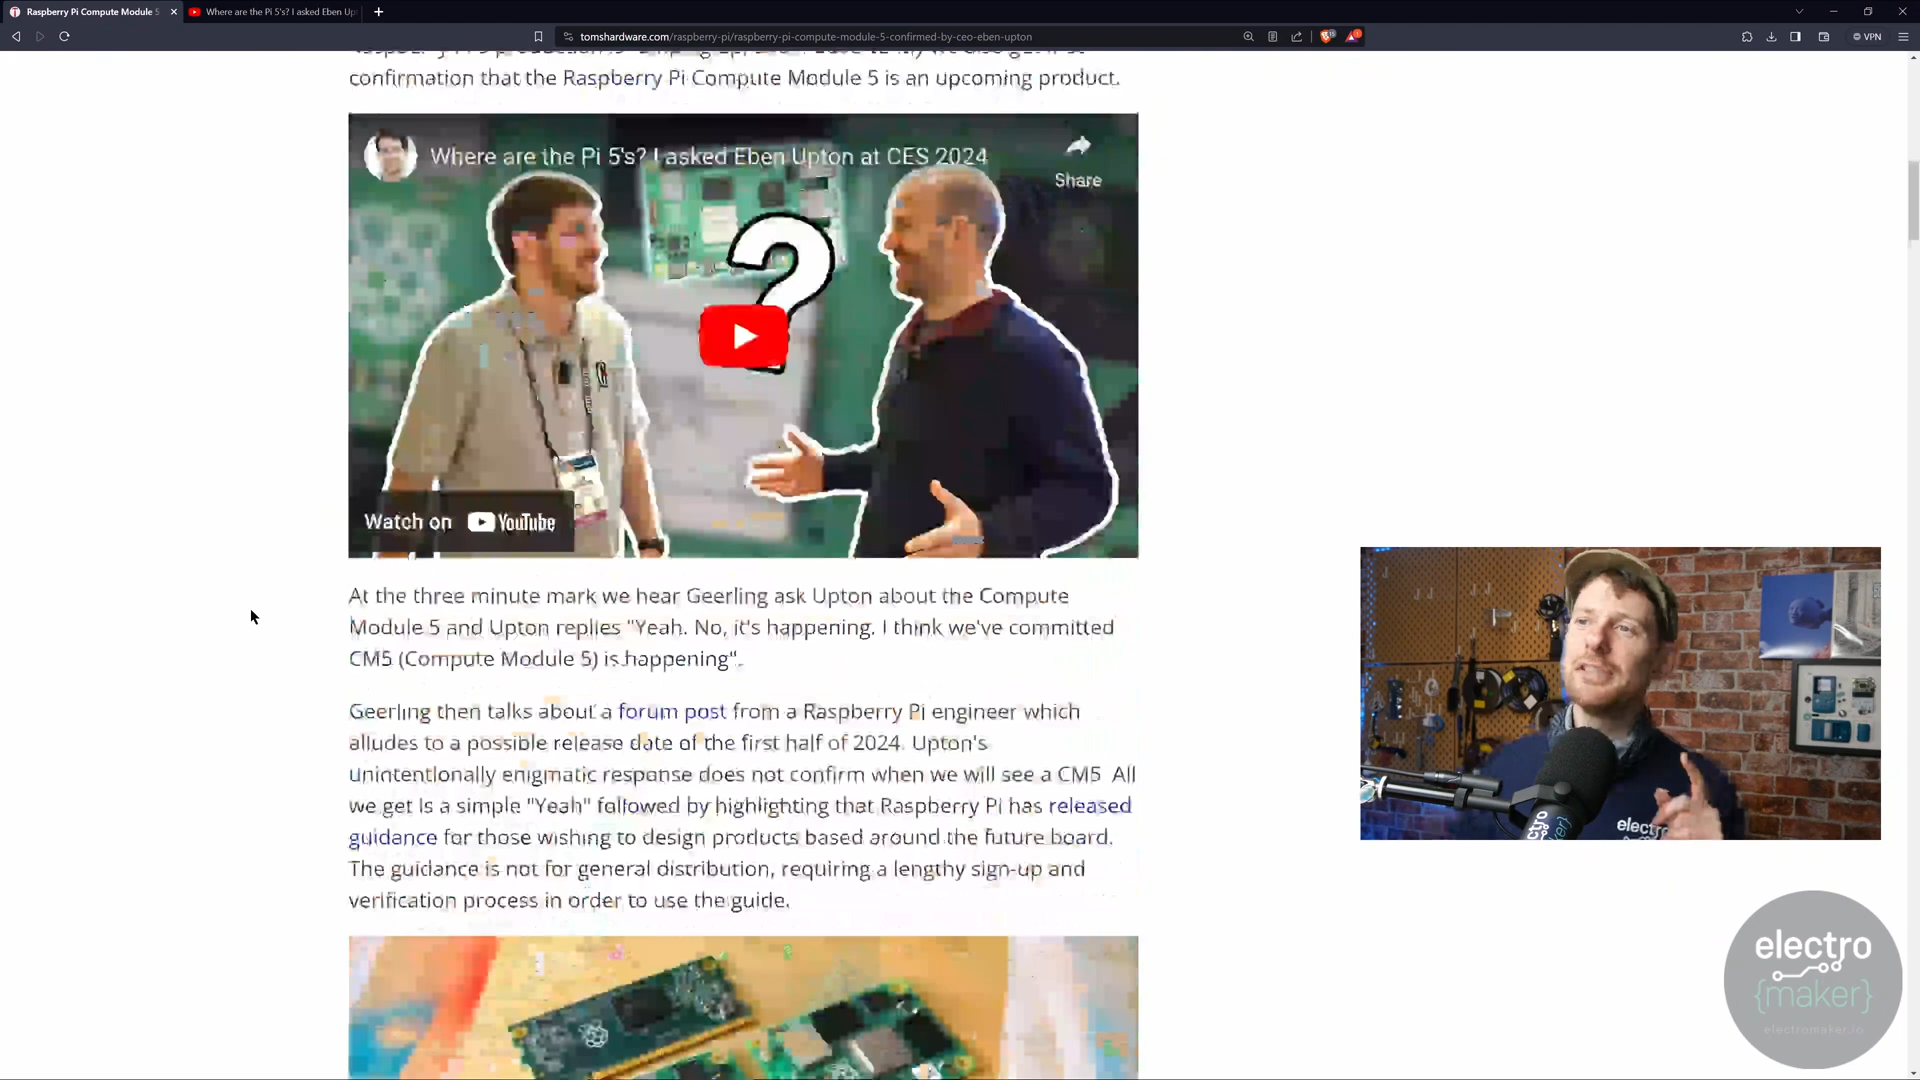 Raspberry Pi Compute Module 5
Where are the Pi 5's? I asked Eben Up
tomshardware.com/raspberry-pi/raspberry-pi-compute-module-5-confirmed-by-ceo-eben-upton
VPN
confirmation that the Raspberry Pi Compute Module 5 is an upcoming product.
Where are the Pi 5's? I asked Eben Upton at CES 2024
Share
?
Watch on YouTube
At the three minute mark we hear Geerling ask Upton about the Compute
Module 5 and Upton replies "Yeah. No, it's happening. I think we've committed
CM5 (Compute Module 5) is happening".
Geerling then talks about a forum post from a Raspberry Pi engineer which
alludes to a possible release date of the first half of 2024. Upton's
unintentionally enigmatic response does not confirm when we will see a CM5 All
we get is a simple "Yeah" followed by highlighting that Raspberry Pi has released
guidance for those wishing to design products based around the future board.
The guidance is not for general distribution, requiring a lengthy sign-up and
verification process in order to use the guide.
electro
electro
{maker}
electromaker.io